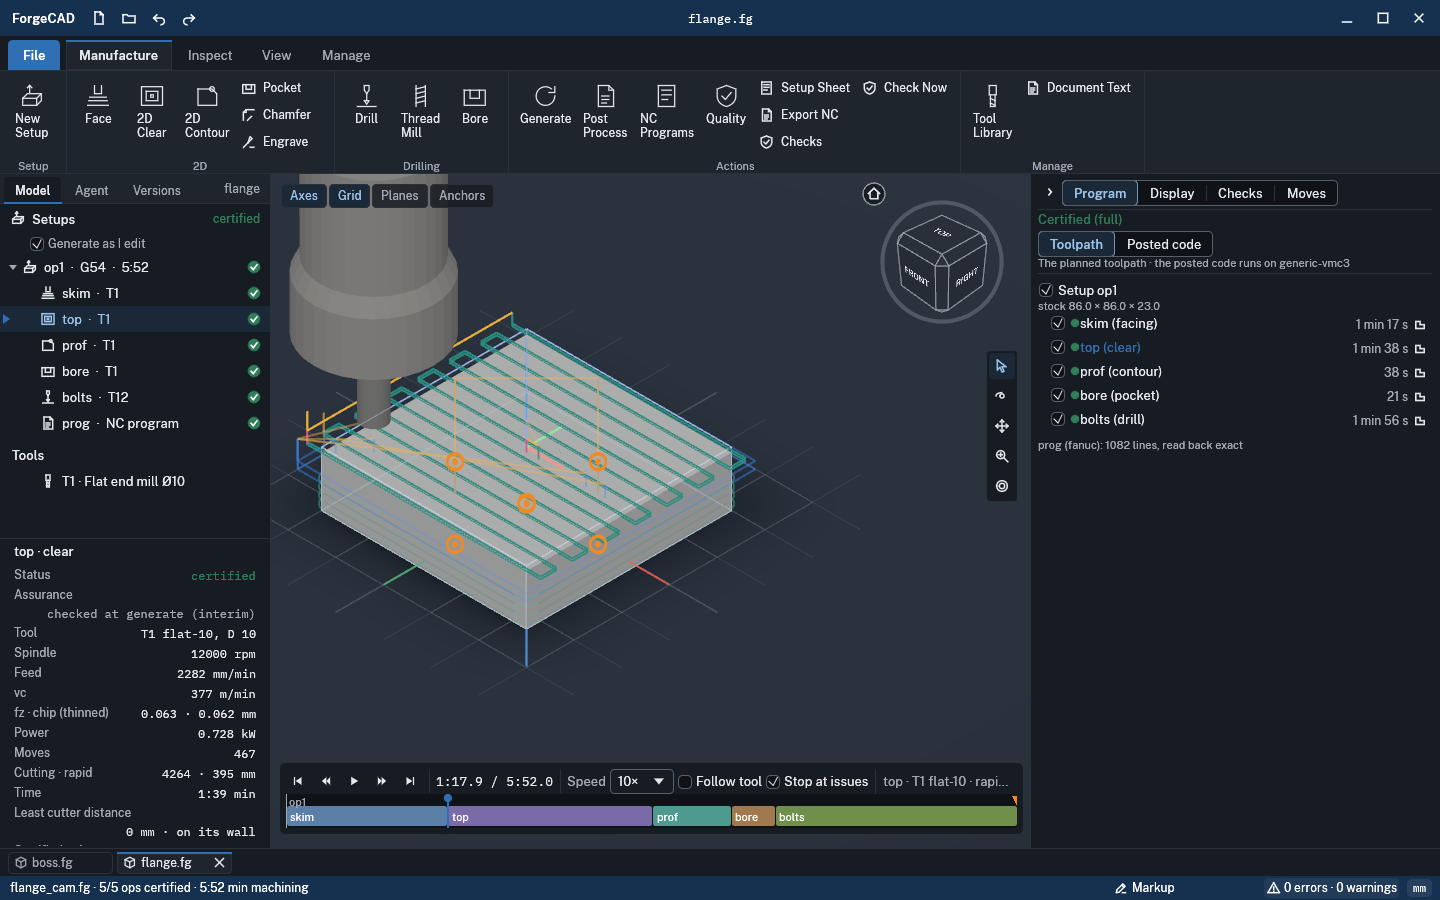 ForgeCAD
flange.fg
File
Manufacture
Inspect
View
Manage
New Setup
Setup
Face
2D Clear
2D Contour
Pocket
Chamfer
Engrave
2D
Drill
Thread Mill
Bore
Drilling
Generate
Post Process
NC Programs
Quality
Setup Sheet
Export NC
Checks
Check Now
Actions
Tool Library
Document Text
Manage
Model
Agent
Versions
flange
Setups
certified
Generate as I edit
op1 · G54 · 5:52
skim · T1
top · T1
prof · T1
bore · T1
bolts · T12
prog · NC program
Tools
T1 · Flat end mill Ø10
top · clear
Status certified
Assurance
checked at generate (interim)
Tool T1 flat-10, D 10
Spindle 12000 rpm
Feed 2282 mm/min
vc 377 m/min
fz · chip (thinned) 0.063 · 0.062 mm
Power 0.728 kW
Moves 467
Cutting · rapid 4264 · 395 mm
Time 1:39 min
Least cutter distance
0 mm · on its wall
Axes
Grid
Planes
Anchors
TOP
FRONT
RIGHT
1:17.9 / 5:52.0
Speed
10×
Follow tool
Stop at issues
top · T1 flat-10 · rapi...
op1
skim
top
prof
bore
bolts
Program
Display
Checks
Moves
Certified (full)
Toolpath
Posted code
The planned toolpath · the posted code runs on generic-vmc3
Setup op1
stock 86.0 × 86.0 × 23.0
skim (facing) 1 min 17 s
top (clear) 1 min 38 s
prof (contour) 38 s
bore (pocket) 21 s
bolts (drill) 1 min 56 s
prog (fanuc): 1082 lines, read back exact
boss.fg
flange.fg
flange_cam.fg · 5/5 ops certified · 5:52 min machining
Markup
0 errors · 0 warnings
mm